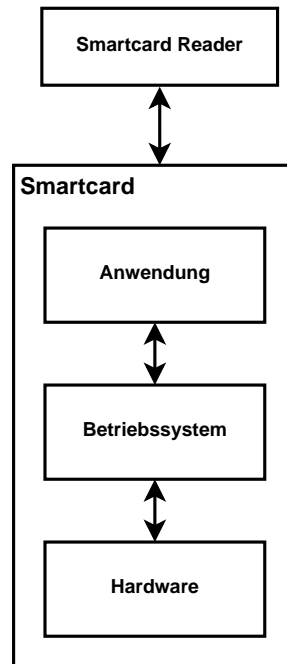 Smartcard Reader
Smartcard
Anwendung
Betriebssystem
Hardware